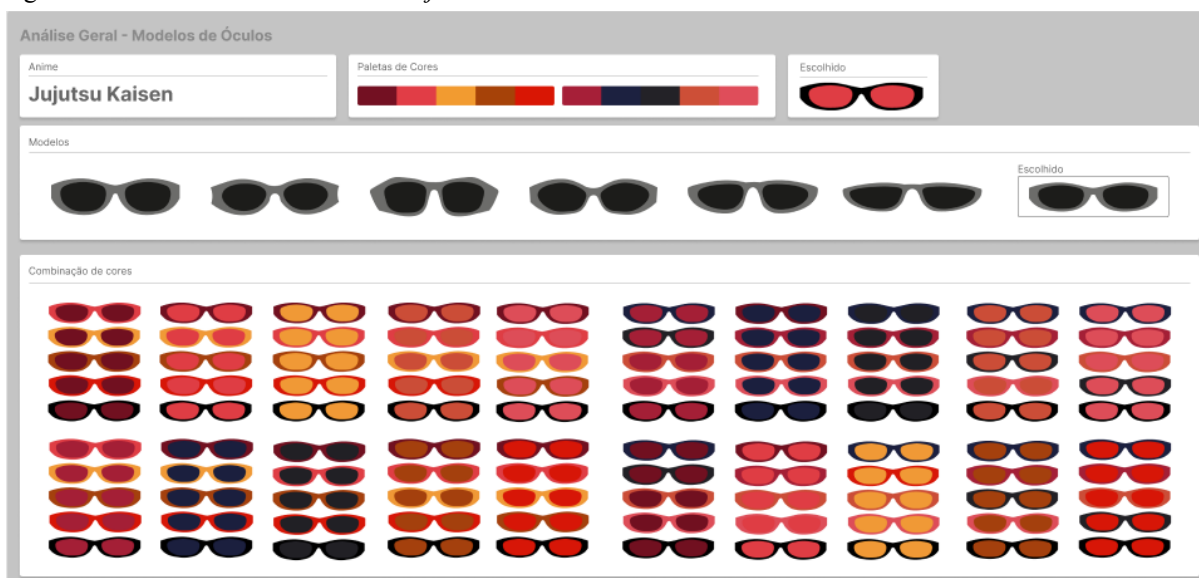 Análise Geral - Modelos de Óculos
Anime
Jujutsu Kaisen
Paletas de Cores
Escolhido
Modelos
Escolhido
Combinação de cores